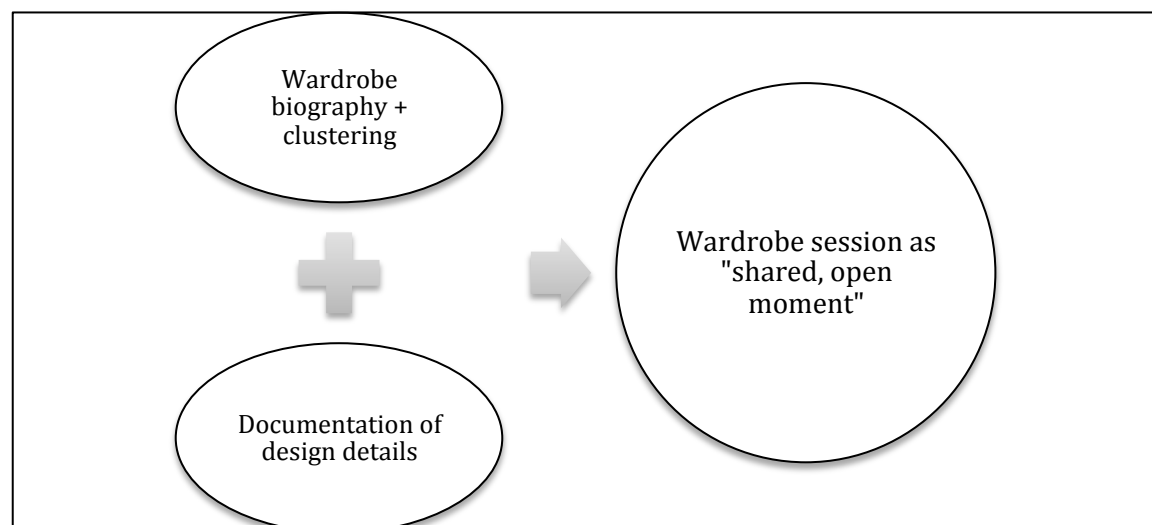 Wardrobe
biography +
clustering
Documentation of
design details
Wardrobe session as
"shared, open
moment"